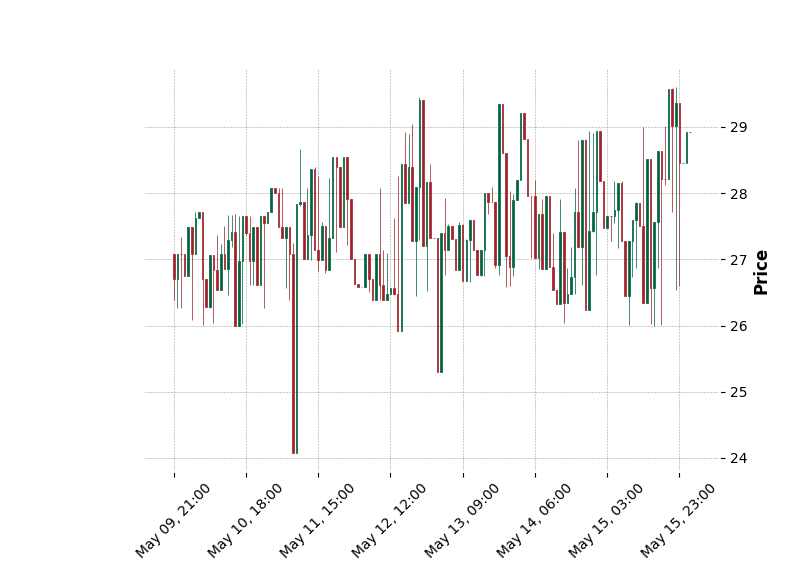 29
28
27
26
25
24
Price
May 09, 21:00
May 10, 18:00
May 11, 15:00
May 12, 12:00
May 13, 09:00
May 14, 06:00
May 15, 03:00
May 15, 23:00